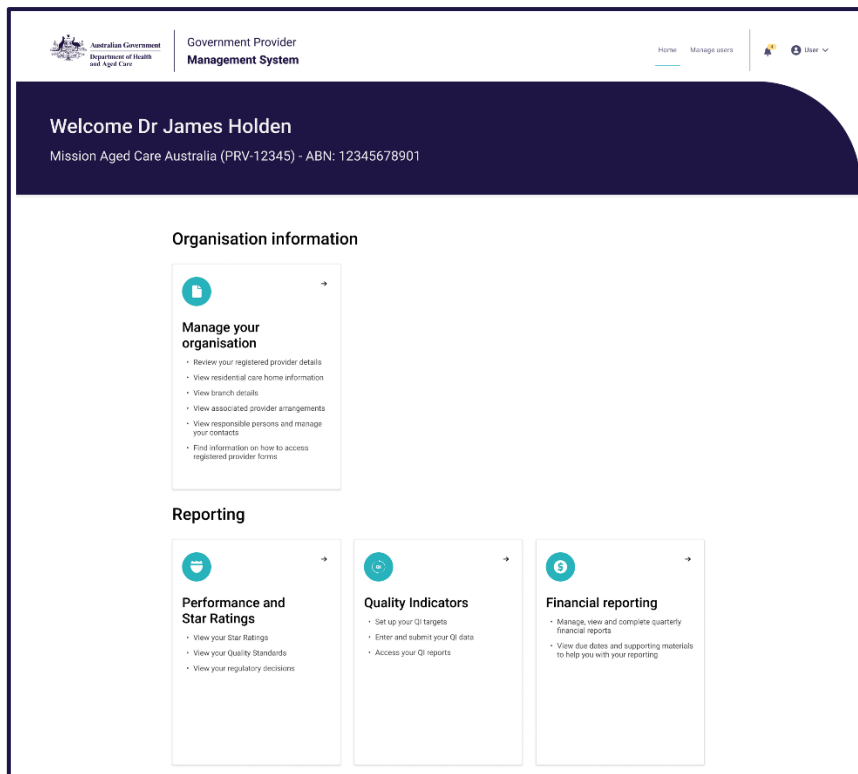 Australian Government
Department of Health
and Aged Care
Government Provider
Management System
Home
Manage users
User
Welcome Dr James Holden
Mission Aged Care Australia (PRV-12345) - ABN: 12345678901
Organisation information
Manage your
organisation
• Review your registered provider details
• View residential care home information
• View branch details
• View associated provider arrangements
• View responsible persons and manage
your contacts
• Find information on how to access
registered provider forms
Reporting
Performance and
Star Ratings
• View your Star Ratings
• View your Quality Standards
• View your regulatory decisions
QI
Quality Indicators
• Set up your QI targets
• Enter and submit your QI data
• Access your QI reports
$
Financial reporting
• Manage, view and complete quarterly
financial reports
• View due dates and supporting materials
to help you with your reporting